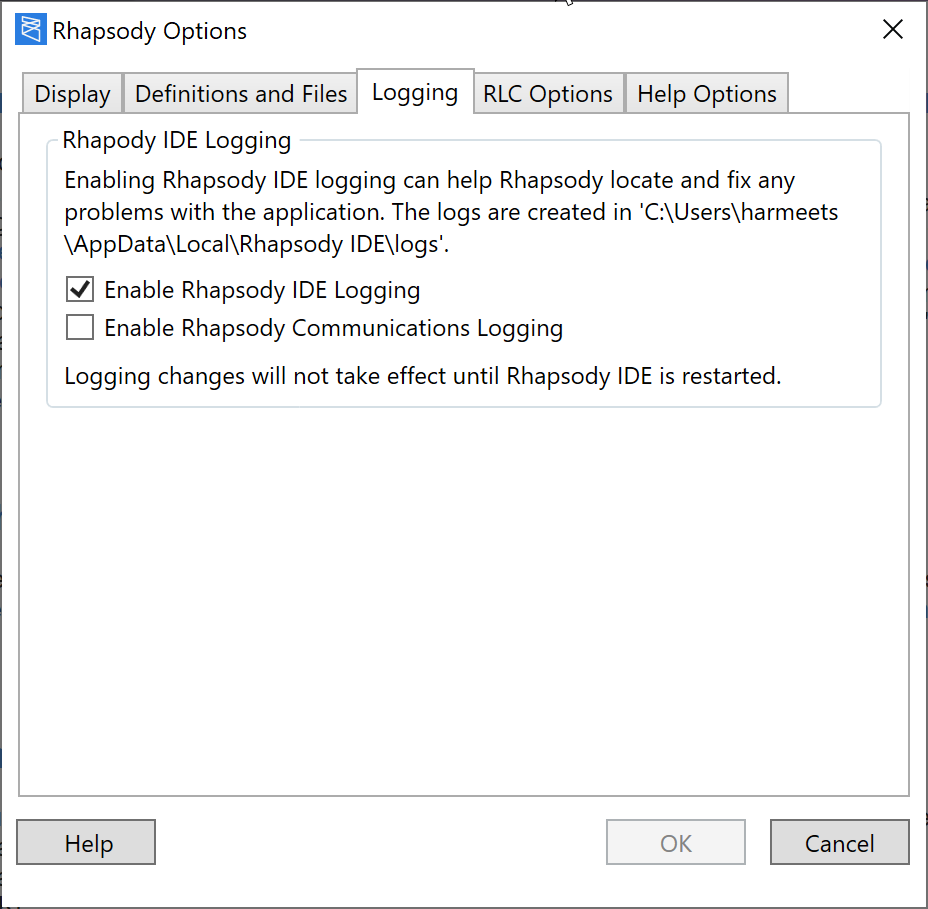 Rhapsody Options
Display
Definitions and Files
Logging
RLC Options
Help Options
Rhapody IDE Logging
Enabling Rhapsody IDE logging can help Rhapsody locate and fix any
problems with the application. The logs are created in 'C:\Users\harmeets
\AppData\Local\Rhapsody IDE\logs'.
Enable Rhapsody IDE Logging
Enable Rhapsody Communications Logging
Logging changes will not take effect until Rhapsody IDE is restarted.
Help
OK
Cancel